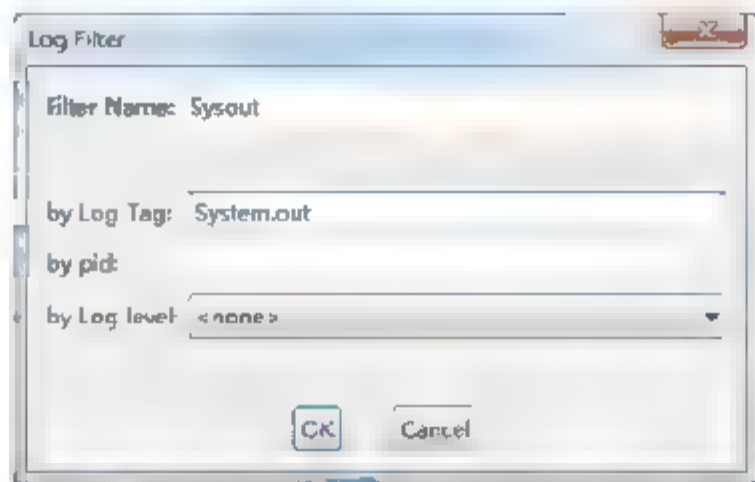 Log Filter
Filter Name: Sysout
by Log Tag: System.out
by pid:
by Log level: <none>
OK Cancel